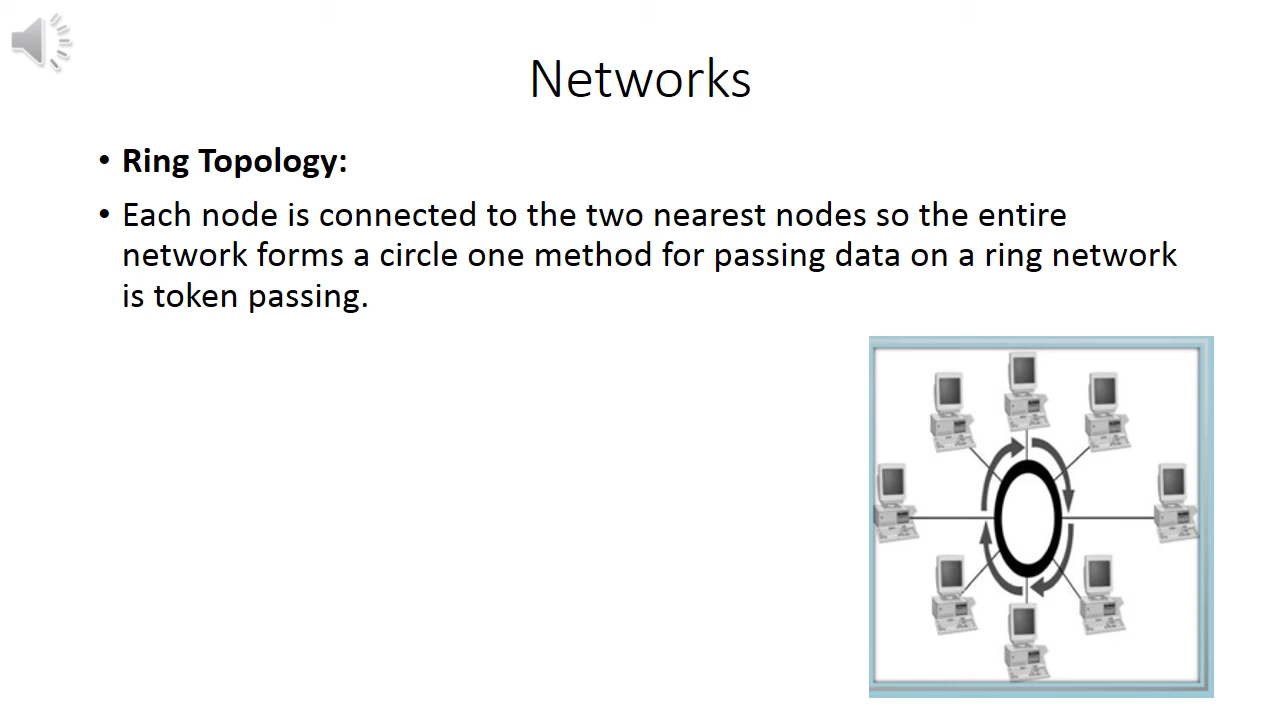 Networks
• Ring Topology:
• Each node is connected to the two nearest nodes so the entire
network forms a circle one method for passing data on a ring network
is token passing.